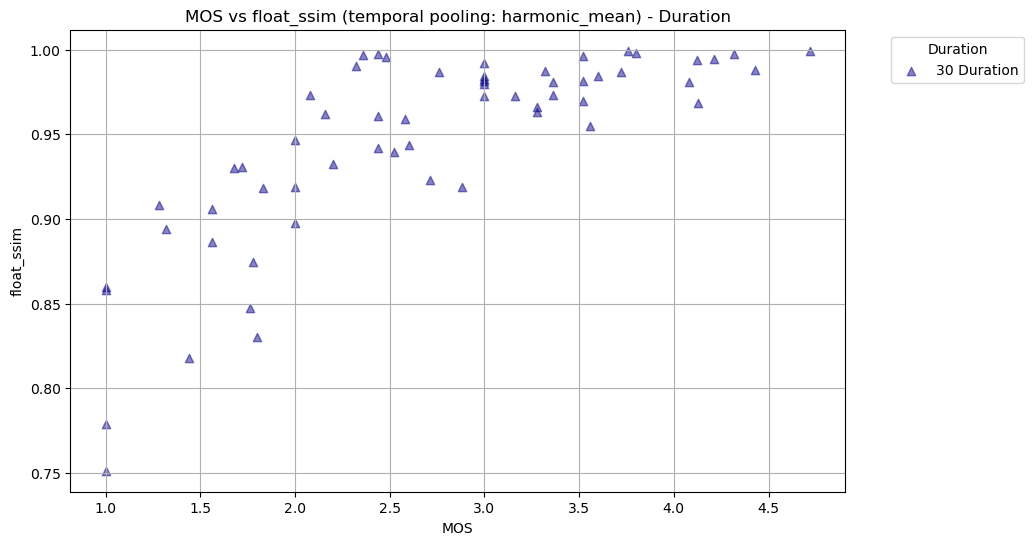 MOS vs float_ssim (temporal pooling: harmonic_mean) - Duration
Duration
30 Duration
float_ssim
1.00
0.95
0.90
0.85
0.80
0.75
1.0 1.5 2.0 2.5 3.0 3.5 4.0 4.5
MOS